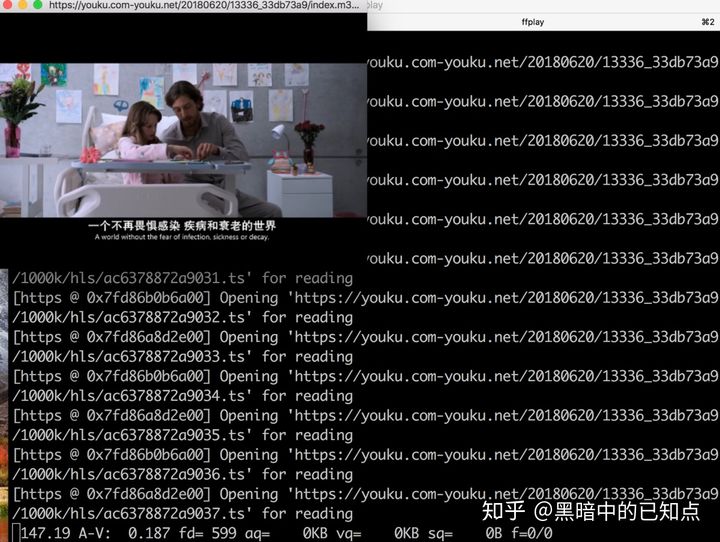 https://youku.com-youku.net/20180620/13336_33db73a9/index.m3...
play
ffplay
⌘2
youku.com-youku.net/20180620/13336_33db73a9
youku.com-youku.net/20180620/13336_33db73a9
youku.com-youku.net/20180620/13336_33db73a9
youku.com-youku.net/20180620/13336_33db73a9
youku.com-youku.net/20180620/13336_33db73a9
一个不再畏惧感染 疾病和衰老的世界
A world without the fear of infection, sickness or decay.
youku.com-youku.net/20180620/13336_33db73a9
/1000k/hls/ac6378872a9031.ts' for reading
[https @ 0x7fd86b0b6a00] Opening 'https://youku.com-youku.net/20180620/13336_33db73a9
/1000k/hls/ac6378872a9032.ts' for reading
[https @ 0x7fd86a8d2e00] Opening 'https://youku.com-youku.net/20180620/13336_33db73a9
/1000k/hls/ac6378872a9033.ts' for reading
[https @ 0x7fd86b0b6a00] Opening 'https://youku.com-youku.net/20180620/13336_33db73a9
/1000k/hls/ac6378872a9034.ts' for reading
[https @ 0x7fd86a8d2e00] Opening 'https://youku.com-youku.net/20180620/13336_33db73a9
/1000k/hls/ac6378872a9035.ts' for reading
[https @ 0x7fd86b0b6a00] Opening 'https://youku.com-youku.net/20180620/13336_33db73a9
/1000k/hls/ac6378872a9036.ts' for reading
[https @ 0x7fd86a8d2e00] Opening 'https://youku.com-youku.net/20180620/13336_33db73a9
/1000k/hls/ac6378872a9037.ts' for reading
147.19 A-V: 0.187 fd= 599 aq= 0KB vq= 0KB sq= 0B f=0/0
知乎 @黑暗中的已知点